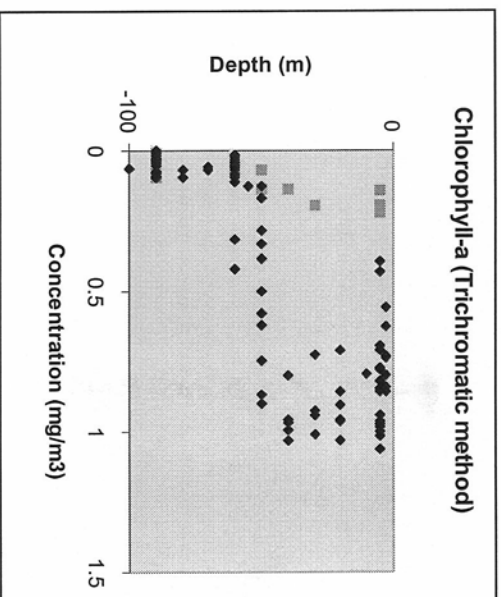 Chlorophyll-a (Trichromatic method)
Depth (m)
0
-100
0
0.5
1
1.5
Concentration (mg/m3)